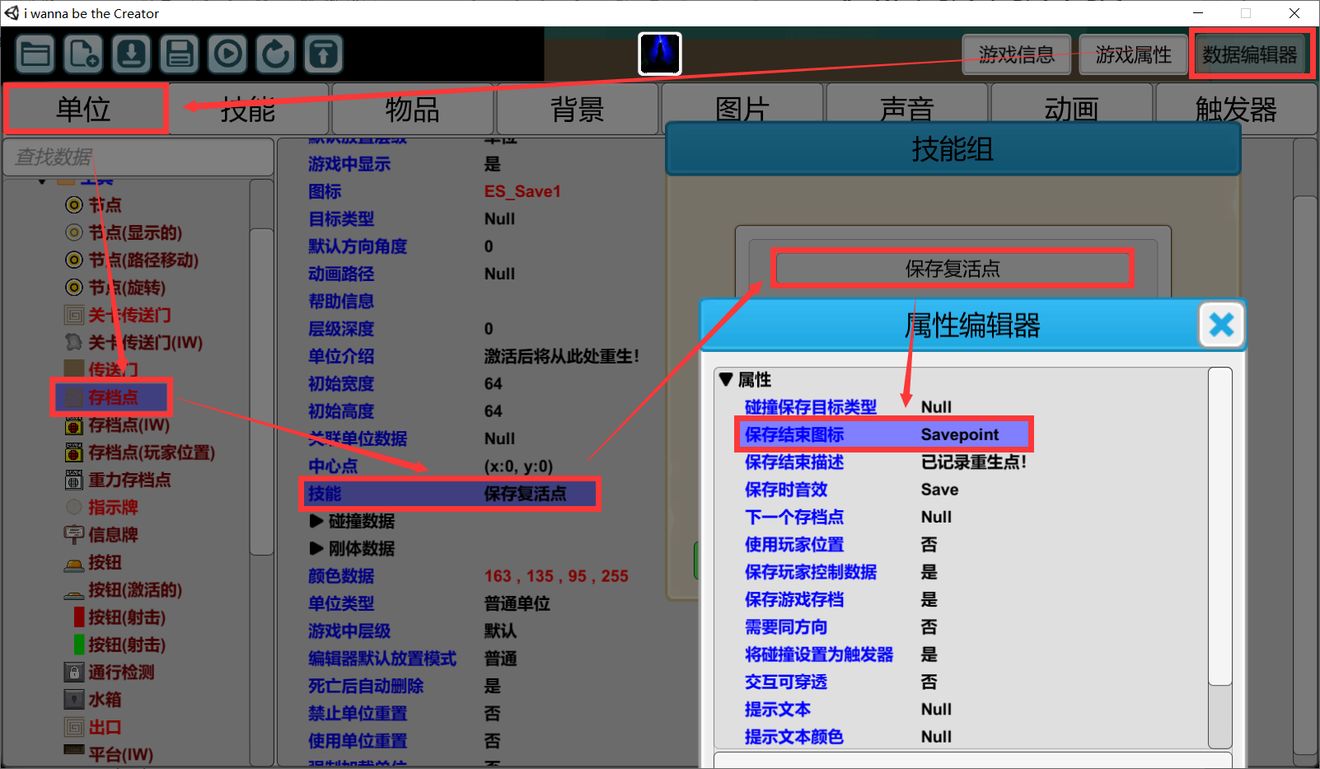 i wanna be the Creator
游戏信息
游戏属性
数据编辑器
单位
技能
物品
背景
图片
声音
动画
触发器
查找数据
工具
节点
节点(显示的)
节点(路径移动)
节点(旋转)
关卡传送门
关卡传送门(IW)
传送门
存档点
存档点(IW)
存档点(玩家位置)
重力存档点
指示牌
信息牌
按钮
按钮(激活的)
按钮(射击)
按钮(射击)
通行检测
水箱
出口
平台(IW)
默认放置层级 单位
游戏中显示 是
图标 ES_Save1
目标类型 Null
默认方向角度 0
动画路径 Null
帮助信息
层级深度 0
单位介绍 激活后将从此处重生!
初始宽度 64
初始高度 64
关联单位数据 Null
中心点 (x:0, y:0)
技能 保存复活点
▶ 碰撞数据
▶ 刚体数据
颜色数据 163 , 135 , 95 , 255
单位类型 普通单位
游戏中层级 默认
编辑器默认放置模式 普通
死亡后自动删除 是
禁止单位重置 否
使用单位重置 否
强制加载单位 否
技能组
保存复活点
属性编辑器
▼ 属性
碰撞保存目标类型 Null
保存结束图标 Savepoint
保存结束描述 已记录重生点!
保存时音效 Save
下一个存档点 Null
使用玩家位置 否
保存玩家控制数据 是
保存游戏存档 是
需要同方向 否
将碰撞设置为触发器 是
交互可穿透 否
提示文本 Null
提示文本颜色 Null